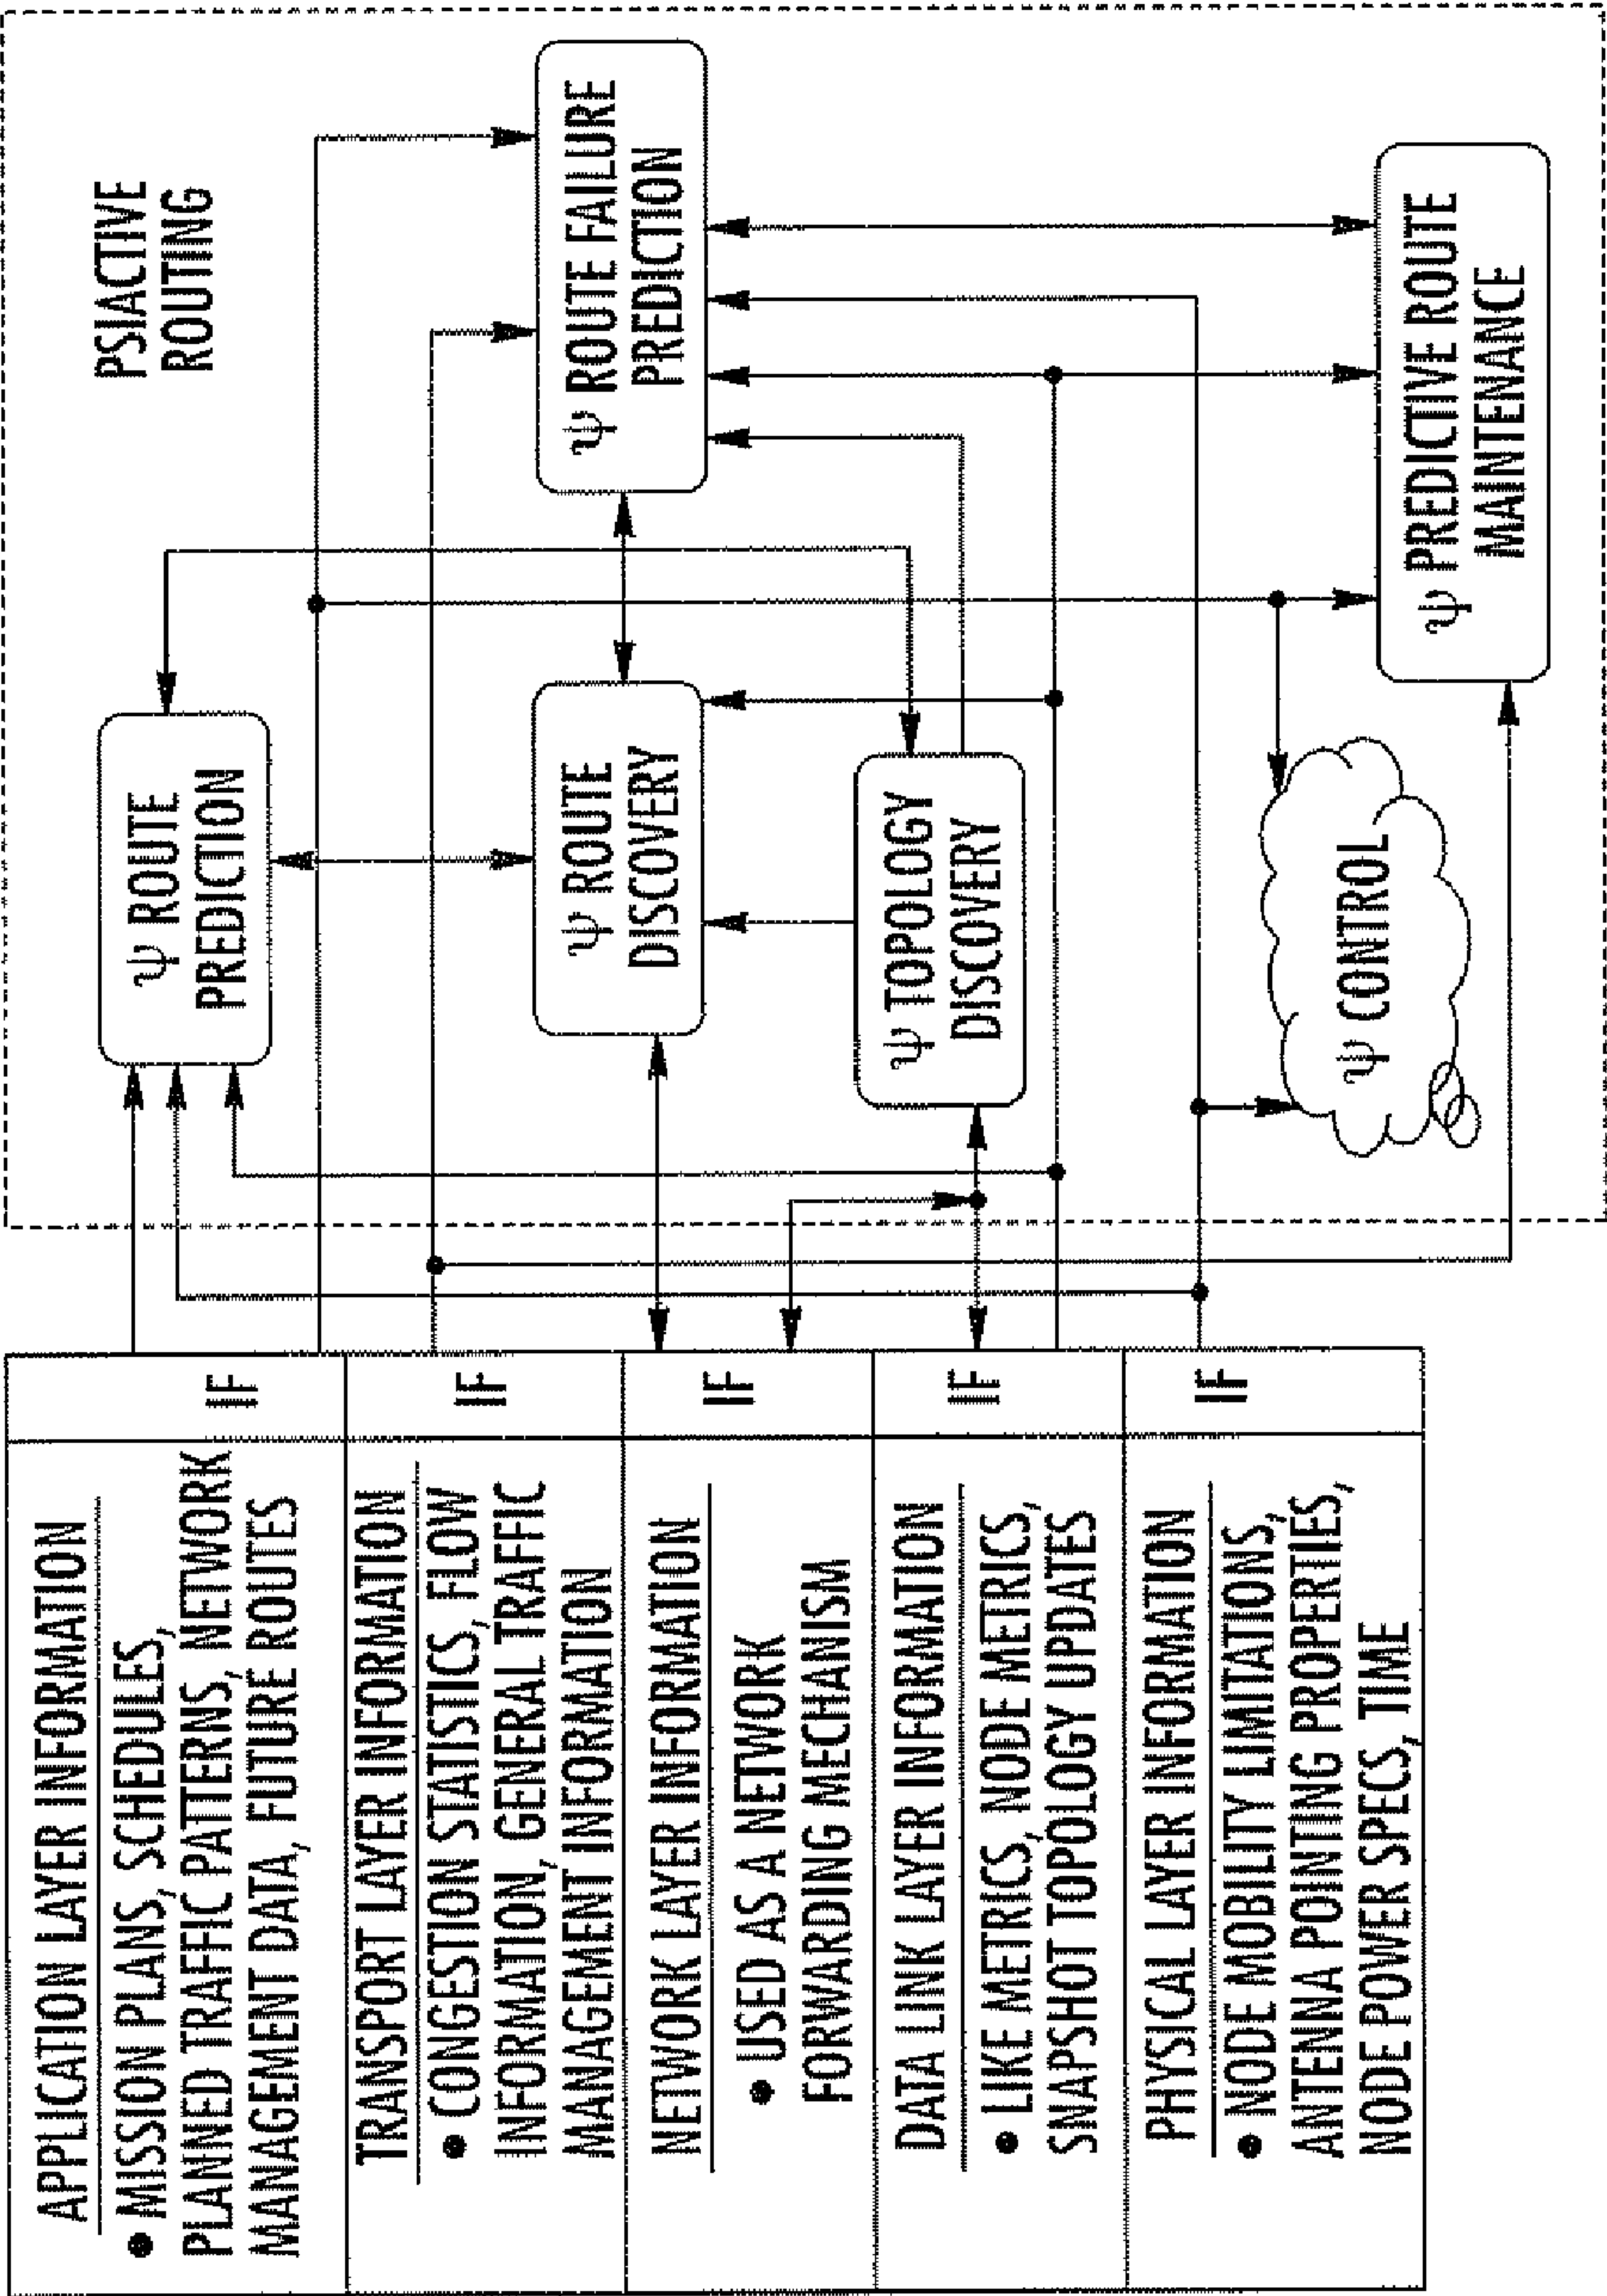 APPLICATION LAYER INFORMATION
• MISSION PLANS, SCHEDULES,
PLANNED TRAFFIC PATTERNS, NETWORK
MANAGEMENT DATA, FUTURE ROUTES
IF
TRANSPORT LAYER INFORMATION
• CONGESTION STATISTICS, FLOW
INFORMATION, GENERAL TRAFFIC
MANAGEMENT INFORMATION
IF
NETWORK LAYER INFORMATION
• USED AS A NETWORK
FORWARDING MECHANISM
IF
DATA LINK LAYER INFORMATION
• LIKE METRICS, NODE METRICS,
SNAPSHOT TOPOLOGY UPDATES
IF
PHYSICAL LAYER INFORMATION
• NODE MOBILITY LIMITATIONS,
ANTENNA POINTING PROPERTIES,
NODE POWER SPECS, TIME
IF
PSIACTIVE
ROUTING
ψ ROUTE
PREDICTION
ψ ROUTE
DISCOVERY
ψ ROUTE FAILURE
PREDICTION
ψ TOPOLOGY
DISCOVERY
ψ CONTROL
ψ PREDICTIVE ROUTE
MAINTENANCE